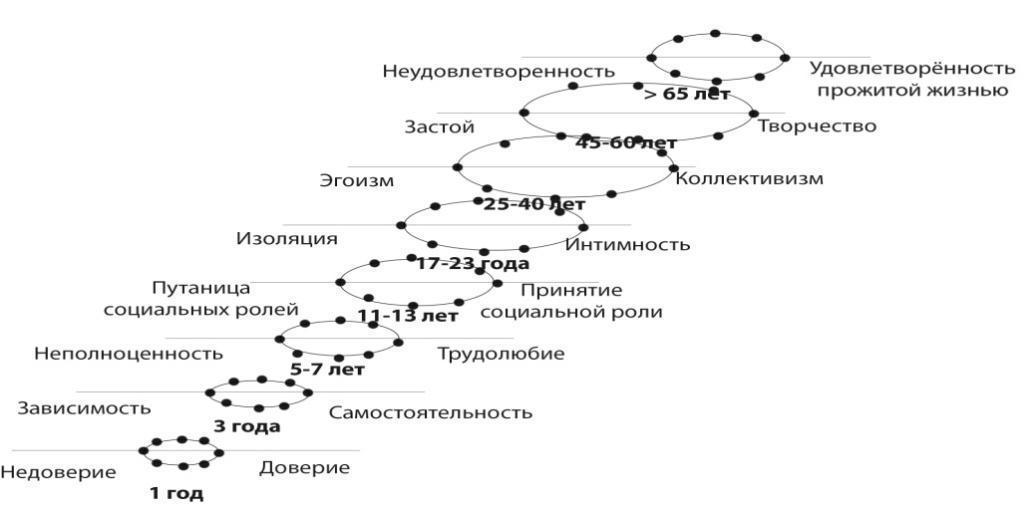 Неудовлетворенность
Удовлетворённость
прожитой жизнью
> 65 лет
Застой
Творчество
45-60 лет
Эгоизм
Коллективизм
25-40 лет
Изоляция
Интимность
17-23 года
Путаница
социальных ролей
Принятие
социальной роли
11-13 лет
Неполноценность
Трудолюбие
5-7 лет
Зависимость
Самостоятельность
3 года
Недоверие
Доверие
1 год